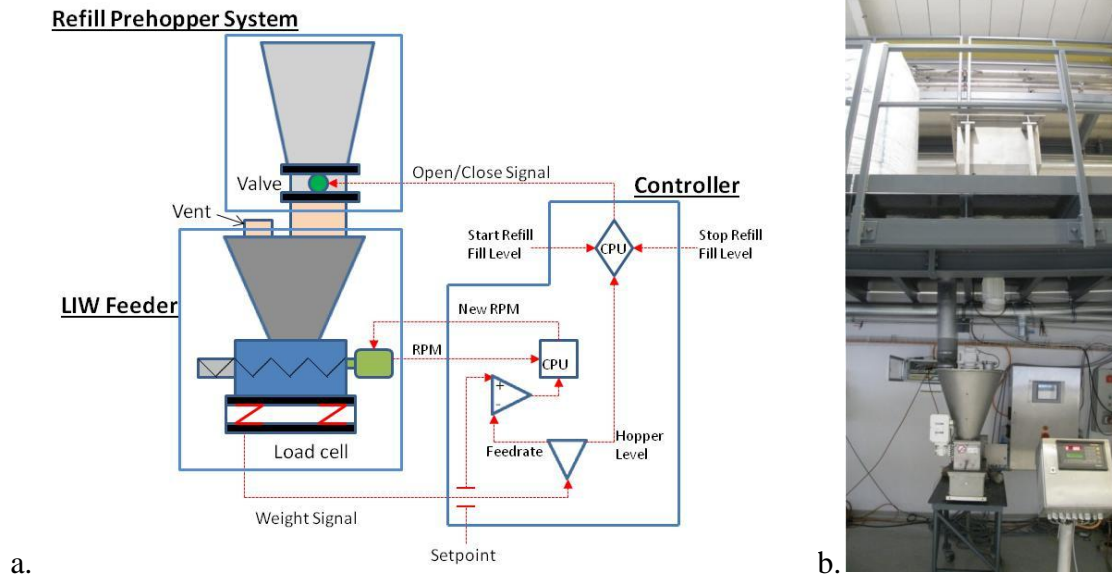 Refill Prehopper System
Valve
Open/Close Signal
Controller
Vent
Start Refill
Fill Level
CPU
Stop Refill
Fill Level
LIW Feeder
New RPM
RPM
CPU
+
-
Feedrate
Hopper
Level
Load cell
Weight Signal
Setpoint
a.
b.